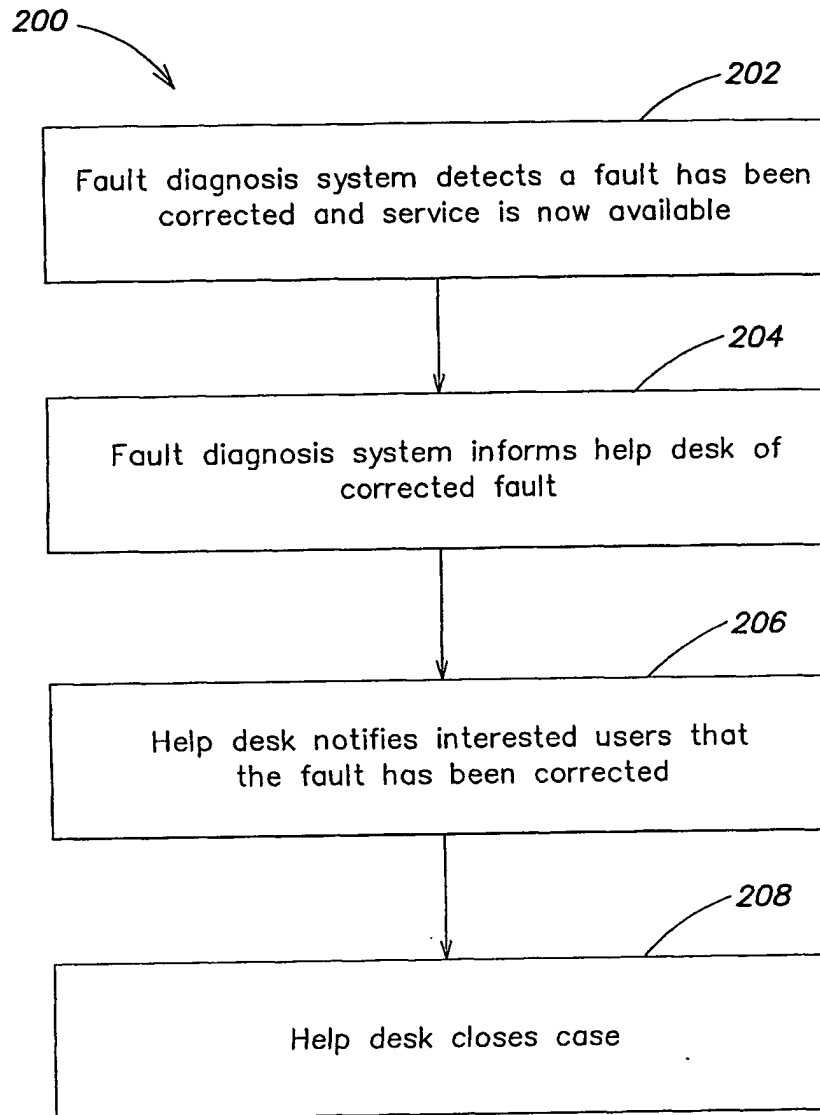 200
202
Fault diagnosis system detects a fault has been
corrected and service is now available
204
Fault diagnosis system informs help desk of
corrected fault
206
Help desk notifies interested users that
the fault has been corrected
208
Help desk closes case